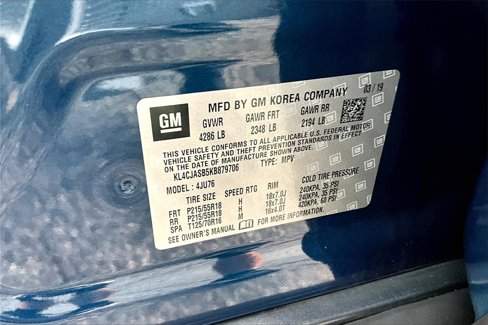 GM
MFD BY GM KOREA COMPANY
03/19
GVWR GAWR FRT GAWR RR
4286 LB 2348 LB 2194 LB
THIS VEHICLE CONFORMS TO ALL APPLICABLE U.S. FEDERAL MOTOR
VEHICLE SAFETY AND THEFT PREVENTION STANDARDS IN EFFECT
ON THE DATE OF MANUFACTURE SHOWN ABOVE.
KL4CJASB5KB879706 TYPE: MPV
MODEL: 4JU76
TIRE SIZE SPEED RTG RIM COLD TIRE PRESSURE
FRT P215/55R18 H 18x7.0J 240KPA, 35 PSI
RR P215/55R18 H 18x7.0J 240KPA, 35 PSI
SPA T125/70R16 M 16x4.0T 420KPA, 60 PSI
SEE OWNER'S MANUAL FOR MORE INFORMATION.